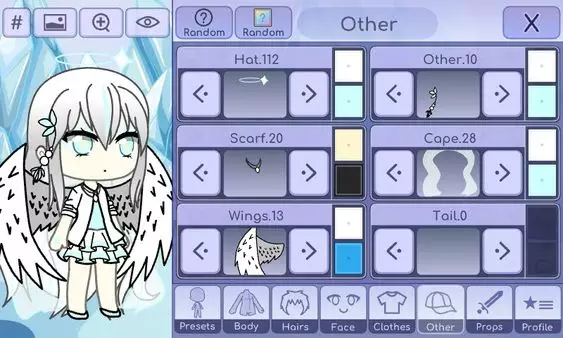 #
?
?
Random
Random
Other
X
Hat.112
Other.10
Scarf.20
Cape.28
Wings.13
Tail.0
Presets
Body
Hairs
Face
Clothes
Other
Props
Profile